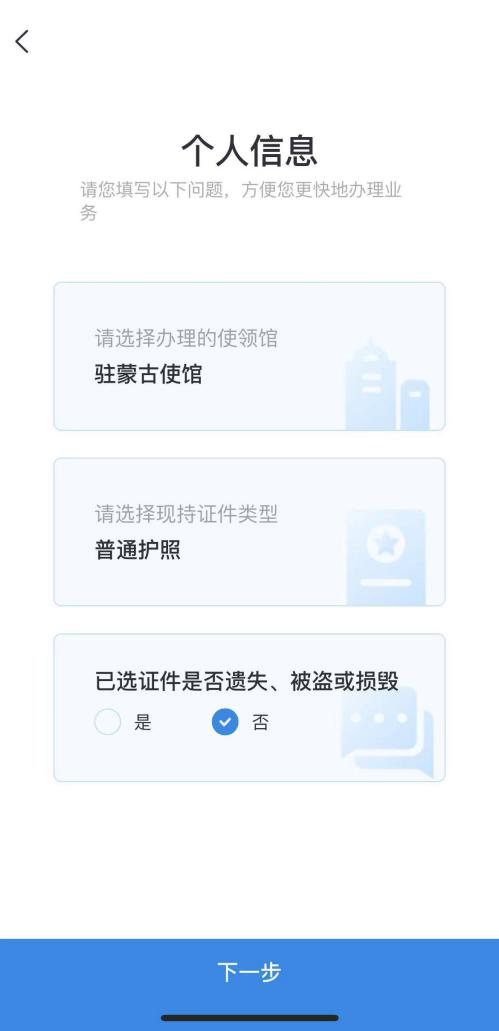 个人信息
请您填写以下问题，方便您更快地办理业
务
请选择办理的使领馆
驻蒙古使馆
请选择现持证件类型
普通护照
已选证件是否遗失、被盗或损毁
是 否
下一步